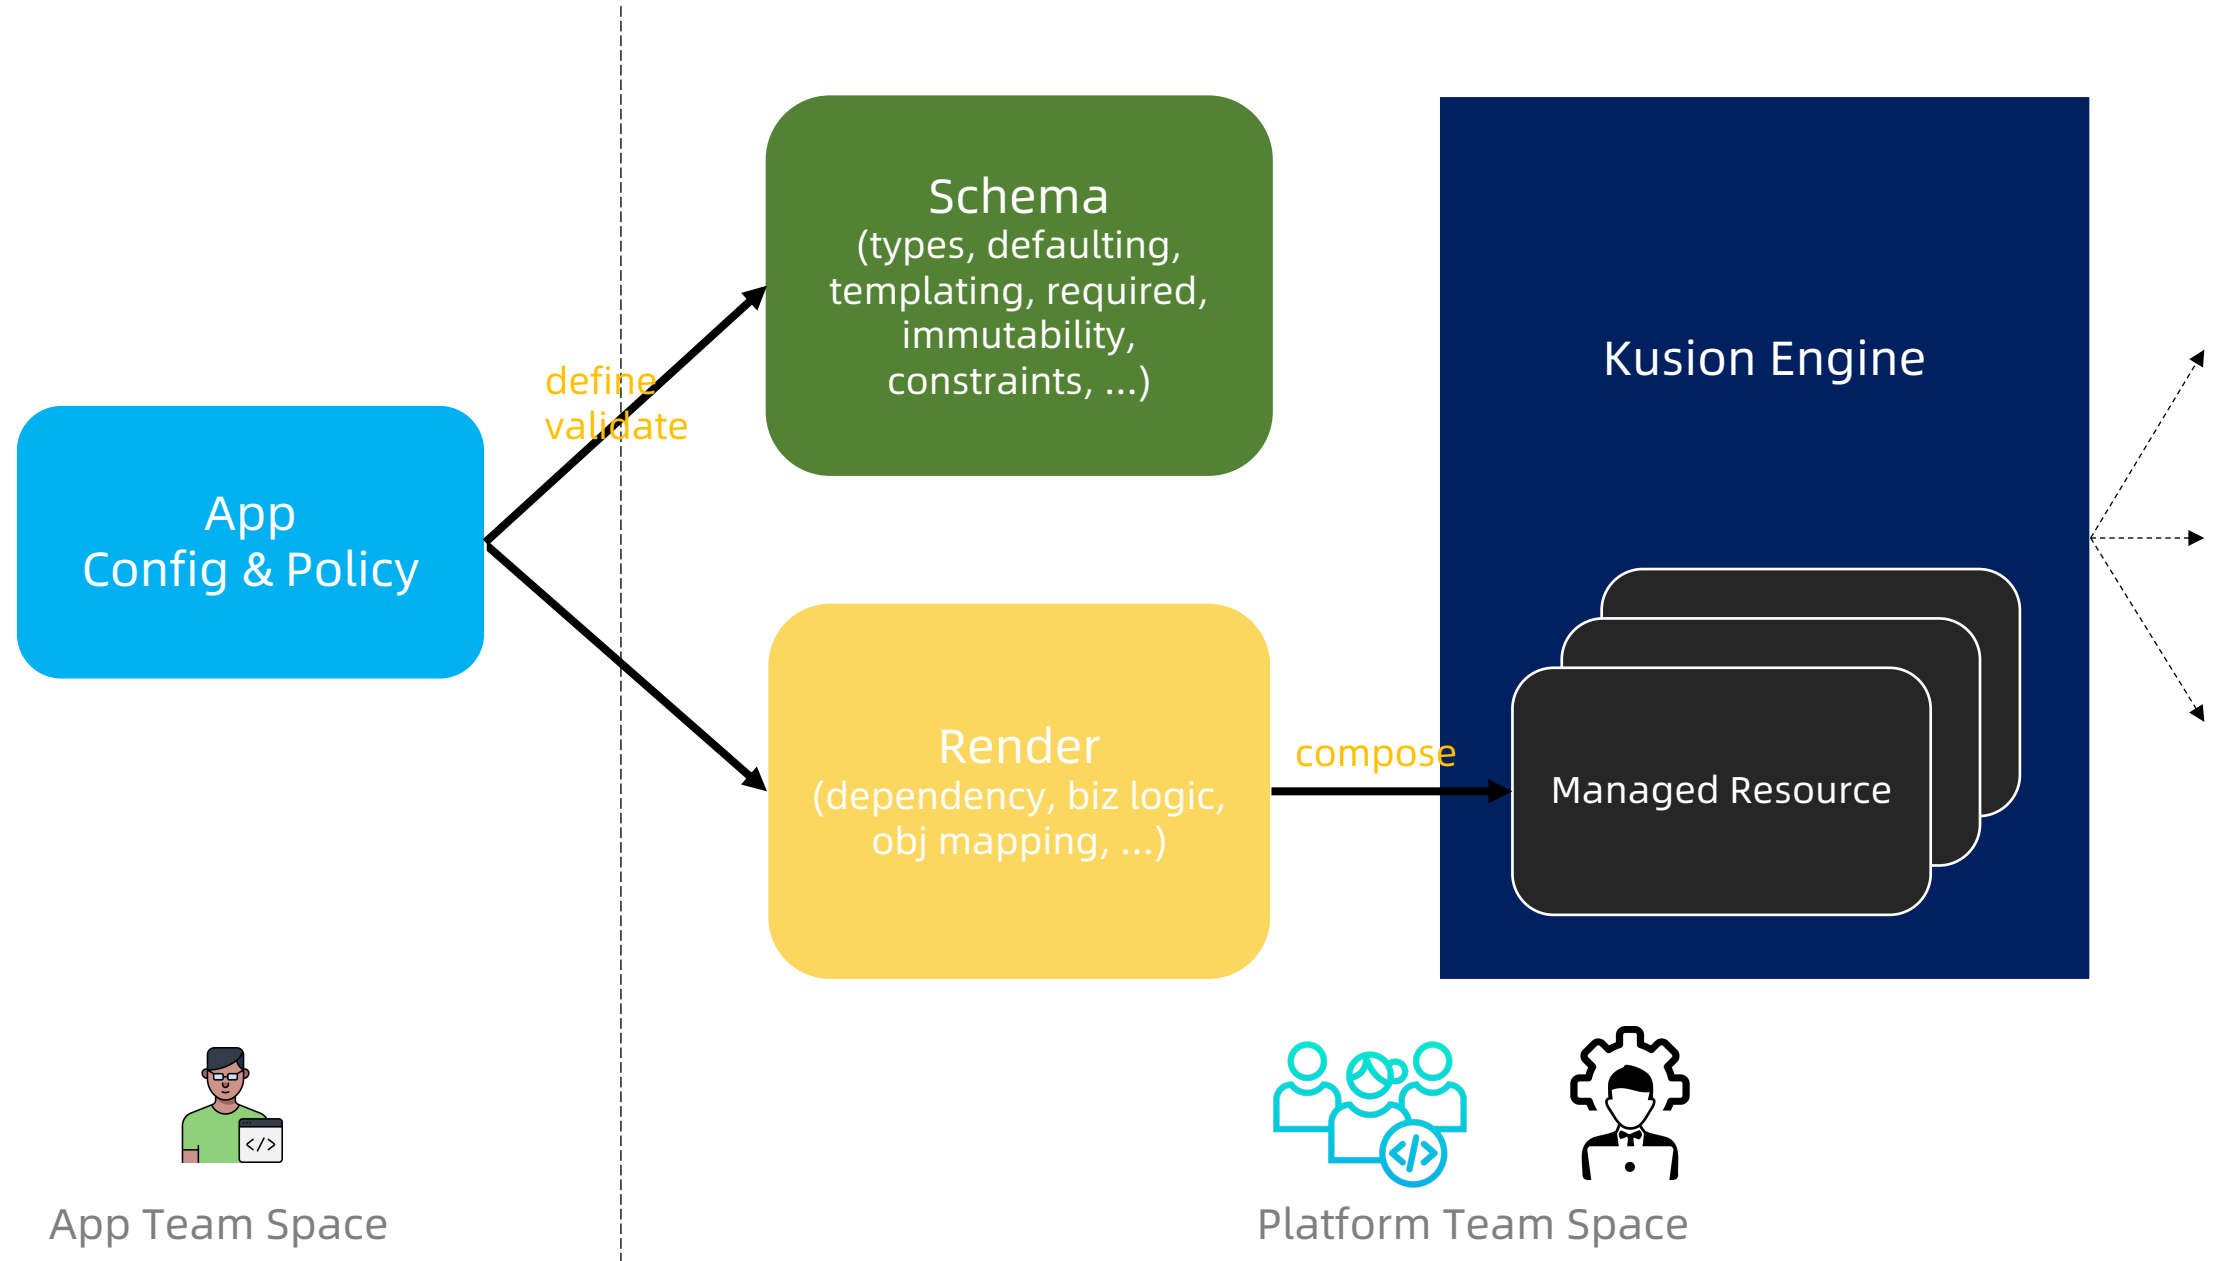 App
Config & Policy
define
validate
Schema
(types, defaulting,
templating, required,
immutability,
constraints, ...)
Render
(dependency, biz logic,
obj mapping, ...)
compose
Kusion Engine
Managed Resource
</>
</>
App Team Space
Platform Team Space